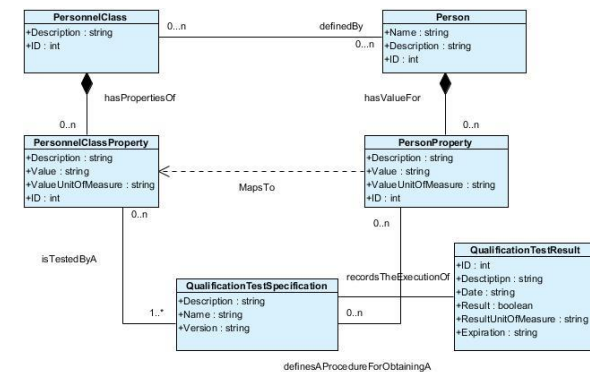 PersonnelClass
+Description : string
+ID : int
0...n
definedBy
0...n
Person
+Name : string
+Description : string
+ID : int
hasPropertiesOf
0..n
hasValueFor
0..n
PersonnelClassProperty
+Description : string
+Value : string
+ValueUnitOfMeasure : string
+ID : int
MapsTo
PersonProperty
+Description : string
+Value : string
+ValueUnitOfMeasure : string
+ID : int
0..n
0..n
isTestedByA
1..*
QualificationTestSpecification
+Description : string
+Name : string
+Version : string
recordsTheExecutionOf
0..n
QualificationTestResult
+ID : int
+Desctiptipn : string
+Date : string
+Result : boolean
+ResultUnitOfMeasure : string
+Expiration : string
definesAProcedureForObtainingA